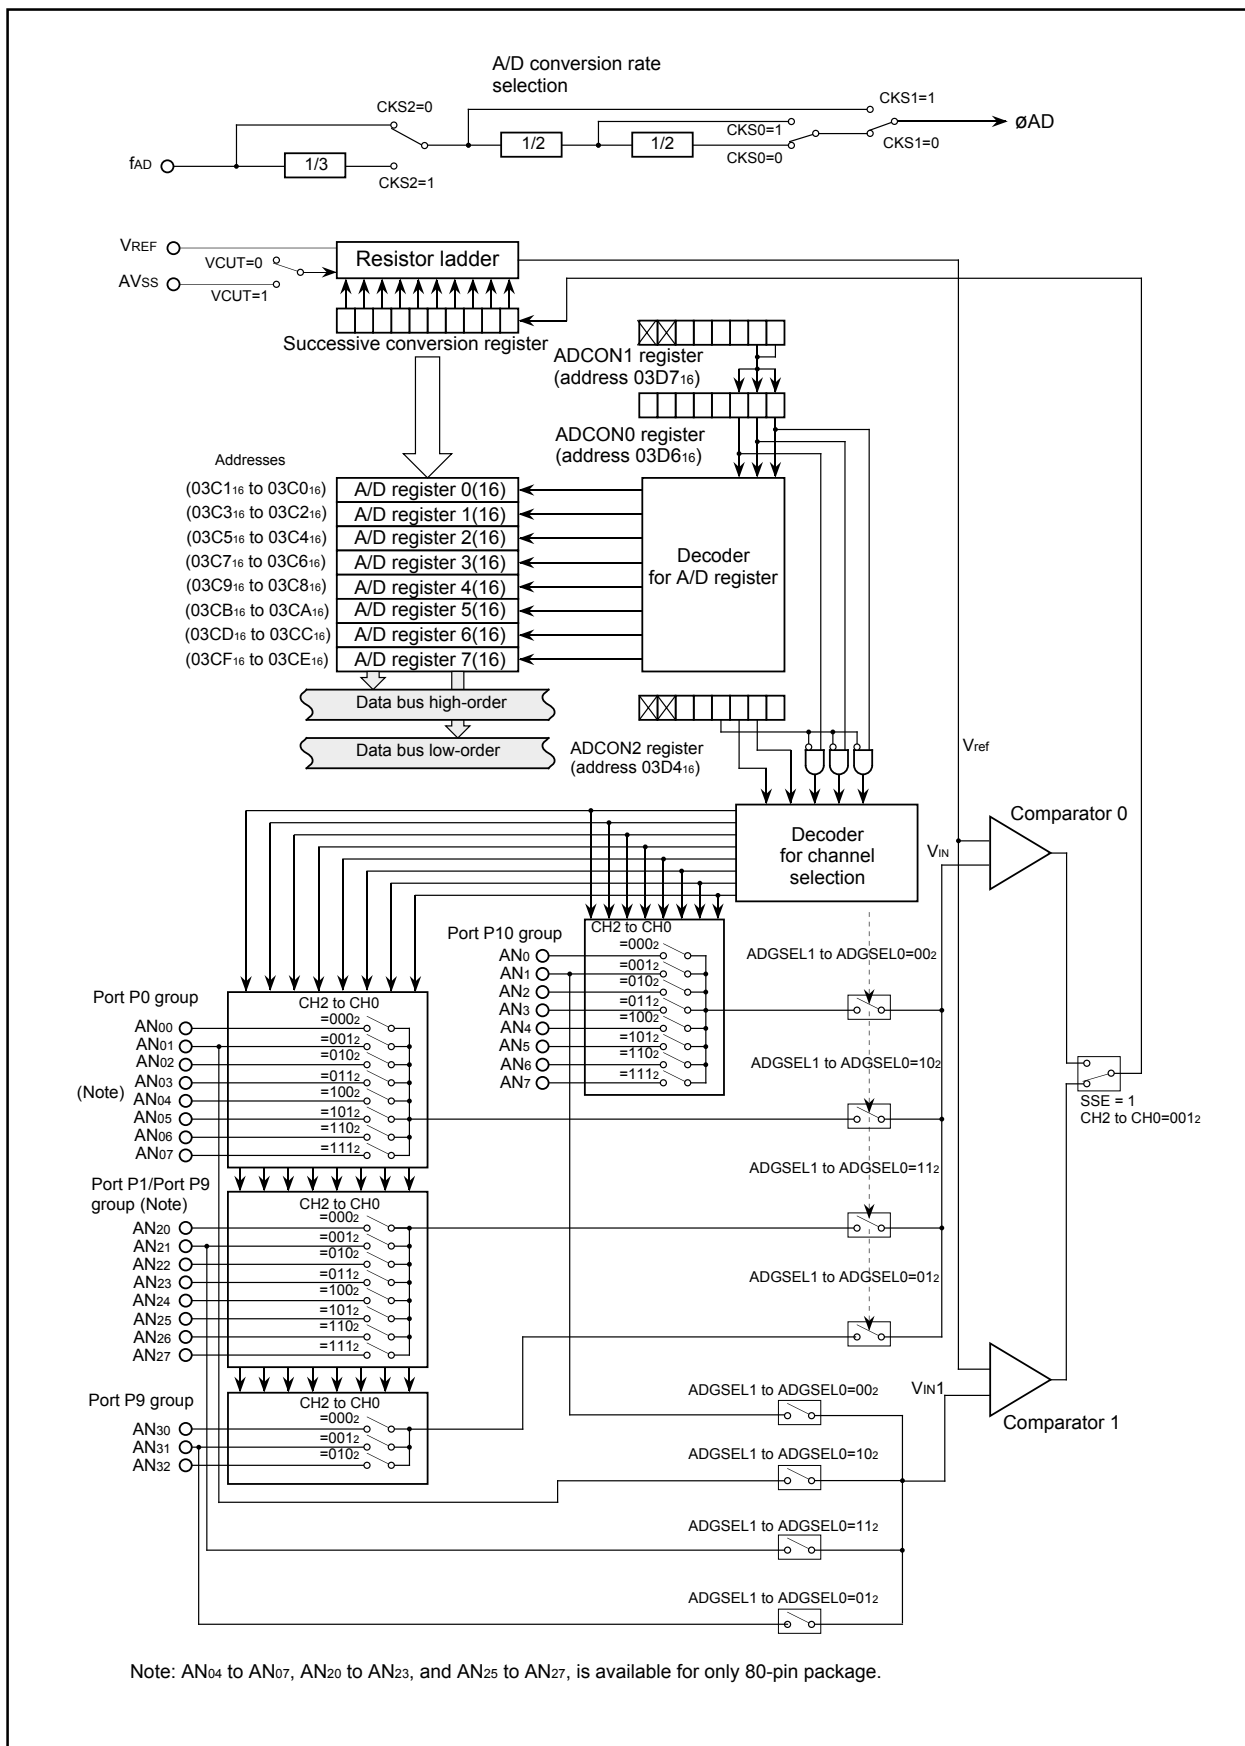 A/D conversion rate
selection
CKS2=0
CKS1=1
øAD
CKS0=1
1/2
1/2
CKS1=0
CKS0=0
fAD
1/3
CKS2=1
VREF
VCUT=0
Resistor ladder
AVSS
VCUT=1
Successive conversion register
ADCON1 register
(address 03D716)
ADCON0 register
(address 03D616)
Addresses
(03C116 to 03C016)
A/D register 0(16)
(03C316 to 03C216)
A/D register 1(16)
(03C516 to 03C416)
A/D register 2(16)
(03C716 to 03C616)
A/D register 3(16)
(03C916 to 03C816)
A/D register 4(16)
(03CB16 to 03CA16)
A/D register 5(16)
(03CD16 to 03CC16)
A/D register 6(16)
(03CF16 to 03CE16)
A/D register 7(16)
Decoder
for A/D register
Data bus high-order
Data bus low-order
ADCON2 register
(address 03D416)
Vref
Decoder
for channel
selection
Comparator 0
VIN
Port P10 group
CH2 to CH0
AN0
=0002
AN1
=0012
AN2
=0102
AN3
=0112
AN4
=1002
AN5
=1012
AN6
=1102
AN7
=1112
ADGSEL1 to ADGSEL0=002
ADGSEL1 to ADGSEL0=102
ADGSEL1 to ADGSEL0=112
ADGSEL1 to ADGSEL0=012
SSE = 1
CH2 to CH0=0012
Port P0 group
CH2 to CH0
AN00
=0002
AN01
=0012
AN02
=0102
AN03
=0112
(Note)
AN04
=1002
AN05
=1012
AN06
=1102
AN07
=1112
Port P1/Port P9
group (Note)
CH2 to CH0
AN20
=0002
AN21
=0012
AN22
=0102
AN23
=0112
AN24
=1002
AN25
=1012
AN26
=1102
AN27
=1112
Port P9 group
CH2 to CH0
AN30
=0002
AN31
=0012
AN32
=0102
VIN1
Comparator 1
ADGSEL1 to ADGSEL0=002
ADGSEL1 to ADGSEL0=102
ADGSEL1 to ADGSEL0=112
ADGSEL1 to ADGSEL0=012
Note: AN04 to AN07, AN20 to AN23, and AN25 to AN27, is available for only 80-pin package.